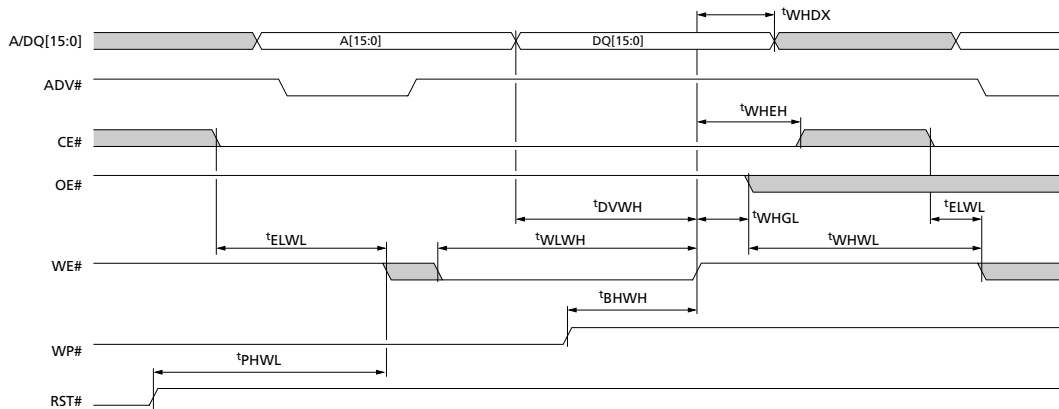 tWHDX
A/DQ[15:0] A[15:0] DQ[15:0]
ADV#
tWHEH
CE#
OE#
tDVWH tWHGL tELWL
tELWL tWLWH tWHWL
WE#
tBHWH
WP#
tPHWL
RST#